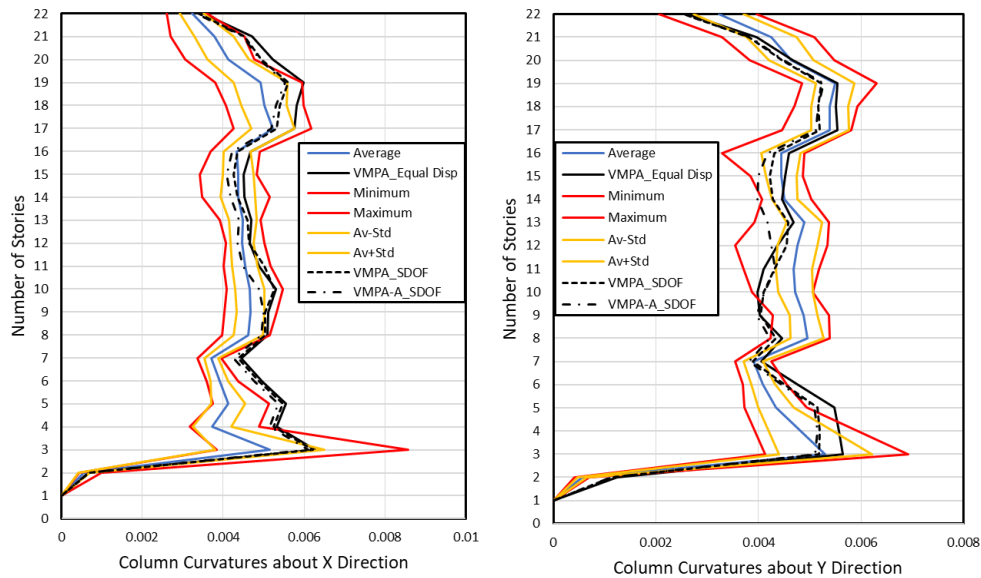 22
21
20
19
18
17
16
15
14
13
12
11
10
9
8
7
6
5
4
3
2
1
0
Number of Stories
Average
VMPA_Equal Disp
Minimum
Maximum
Av-Std
Av+Std
VMPA_SDOF
VMPA-A_SDOF
0 0.002 0.004 0.006 0.008 0.01
Column Curvatures about X Direction
22
21
20
19
18
17
16
15
14
13
12
11
10
9
8
7
6
5
4
3
2
1
0
Number of Stories
Average
VMPA_Equal Disp
Minimum
Maximum
Av-Std
Av+Std
VMPA_SDOF
VMPA-A_SDOF
0 0.002 0.004 0.006 0.008
Column Curvatures about Y Direction